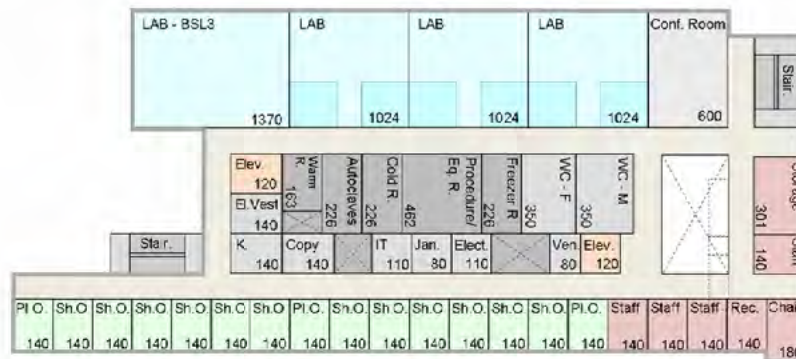 LAB - BSL3 LAB LAB LAB Conf. Room
1370 1024 1024 1024 600
Stair.
Elev.
120
Warm R.
163
Autoclaves
226
Cold R.
226
Procedure/
Eq. R.
462
Freezer R
226
WC - F
350
WC - M
350
Storage
301
El.Vest
140
Stair.
K.
140
Copy
140
IT
110
Jan.
80
Elect.
110
Ven.
80
Elev.
120
Staff
140
Pl O. Sh.O Sh.O. Sh.O. Sh.O. Sh.O Sh.O Pl.O. Sh.O. Sh.O Sh.O Sh.O. Sh.O. Sh.O. Pl.O. Staff Staff Staff Rec. Chai
140 140 140 140 140 140 140 140 140 140 140 140 140 140 140 140 140 140 140 180